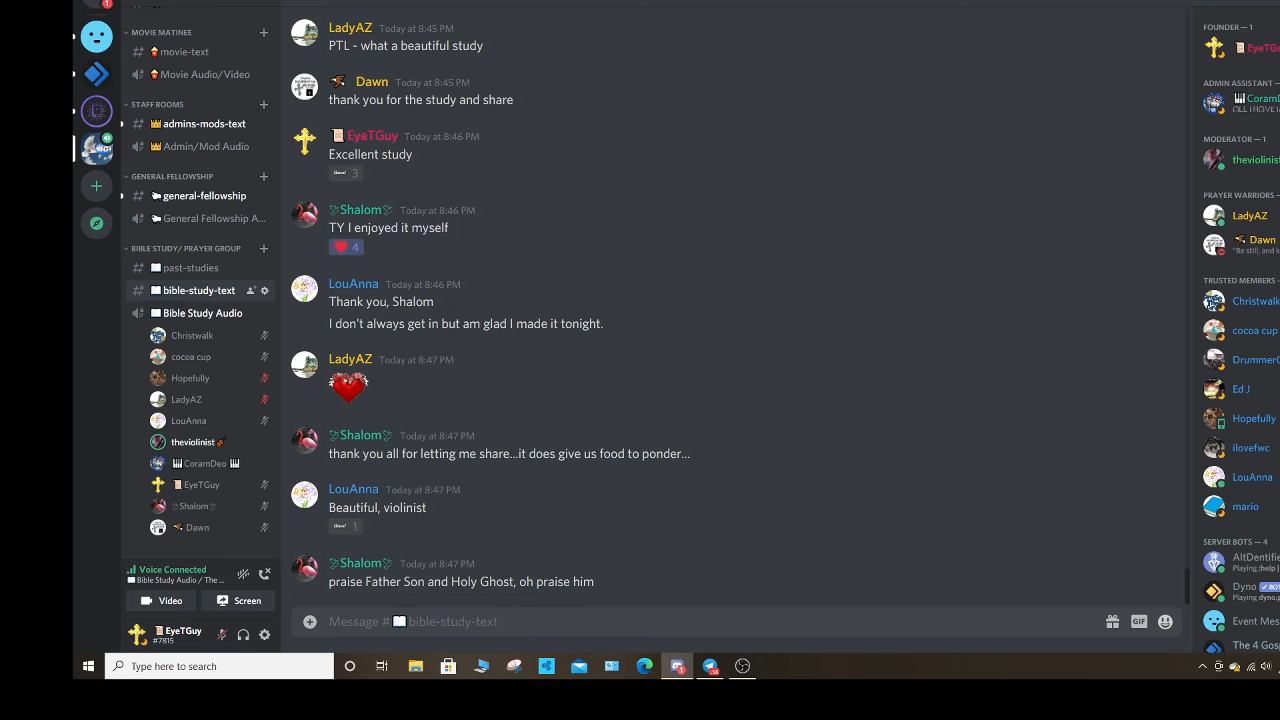 1
MOVIE MATINEE
movie-text
Movie Audio/Video
STAFF ROOMS
admins-mods-text
Admin/Mod Audio
GENERAL FELLOWSHIP
general-fellowship
General Fellowship A...
BIBLE STUDY/ PRAYER GROUP
past-studies
bible-study-text
Bible Study Audio
Christwalk
cocoa cup
Hopefully
LadyAZ
LouAnna
theviolinist
CoramDeo
EyeTGuy
Shalom
Dawn
Voice Connected
Bible Study Audio / The ...
Video
Screen
EyeTGuy
#7815
LadyAZ Today at 8:45 PM
PTL - what a beautiful study
Dawn Today at 8:45 PM
thank you for the study and share
EyeTGuy Today at 8:46 PM
Excellent study
3
Shalom Today at 8:46 PM
TY I enjoyed it myself
4
LouAnna Today at 8:46 PM
Thank you, Shalom
I don't always get in but am glad I made it tonight.
LadyAZ Today at 8:47 PM
Shalom Today at 8:47 PM
thank you all for letting me share...it does give us food to ponder...
LouAnna Today at 8:47 PM
Beautiful, violinist
1
Shalom Today at 8:47 PM
praise Father Son and Holy Ghost, oh praise him
Message # bible-study-text
GIF
FOUNDER — 1
EyeTG
ADMIN ASSISTANT
Coram
MODERATOR — 1
theviolinis
PRAYER WARRIORS
LadyAZ
Dawn
"Be still, and k
TRUSTED MEMBERS
Christwalk
cocoa cup
Drummer
Ed J
Hopefully
ilovefwc
LouAnna
mario
SERVER BOTS — 4
AltDentifie
Playing ;help |
Dyno BOT
Playing dyno.g
Event Mes
The 4 Gosp
Type here to search